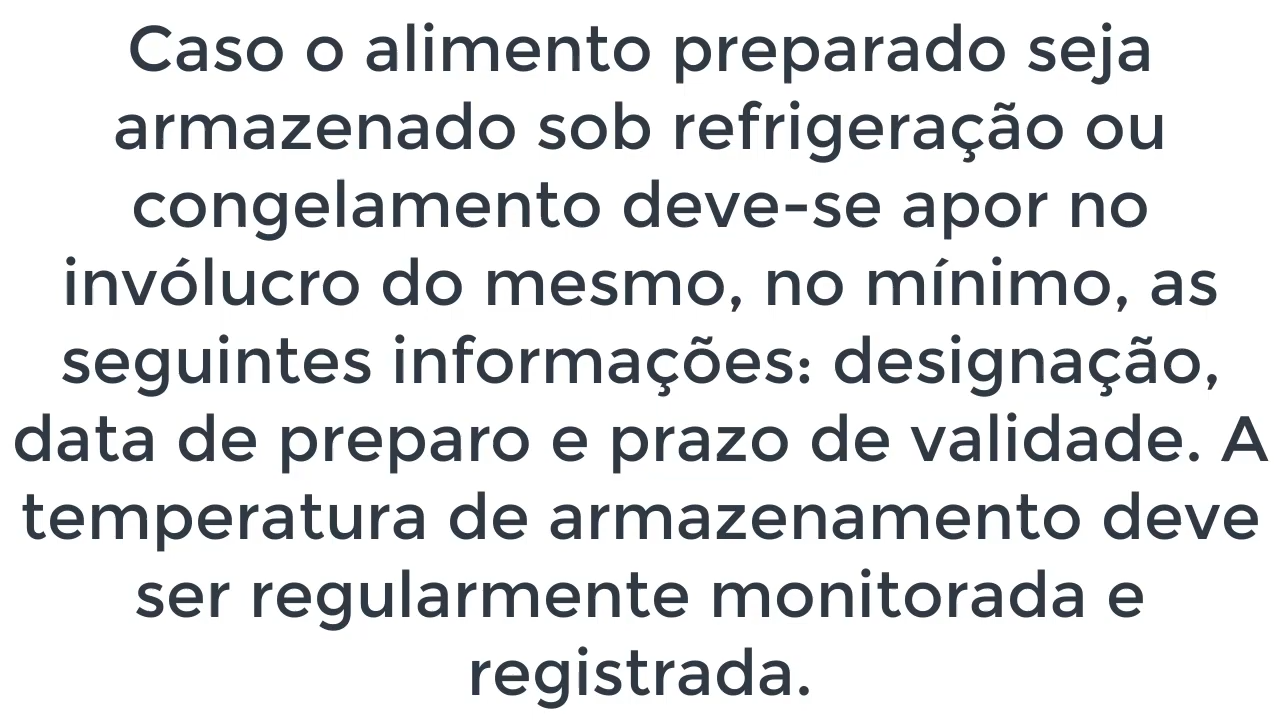 Caso o alimento preparado seja
armazenado sob refrigeração ou
congelamento deve-se apor no
invólucro do mesmo, no mínimo, as
seguintes informações: designação,
data de preparo e prazo de validade. A
temperatura de armazenamento deve
ser regularmente monitorada e
registrada.